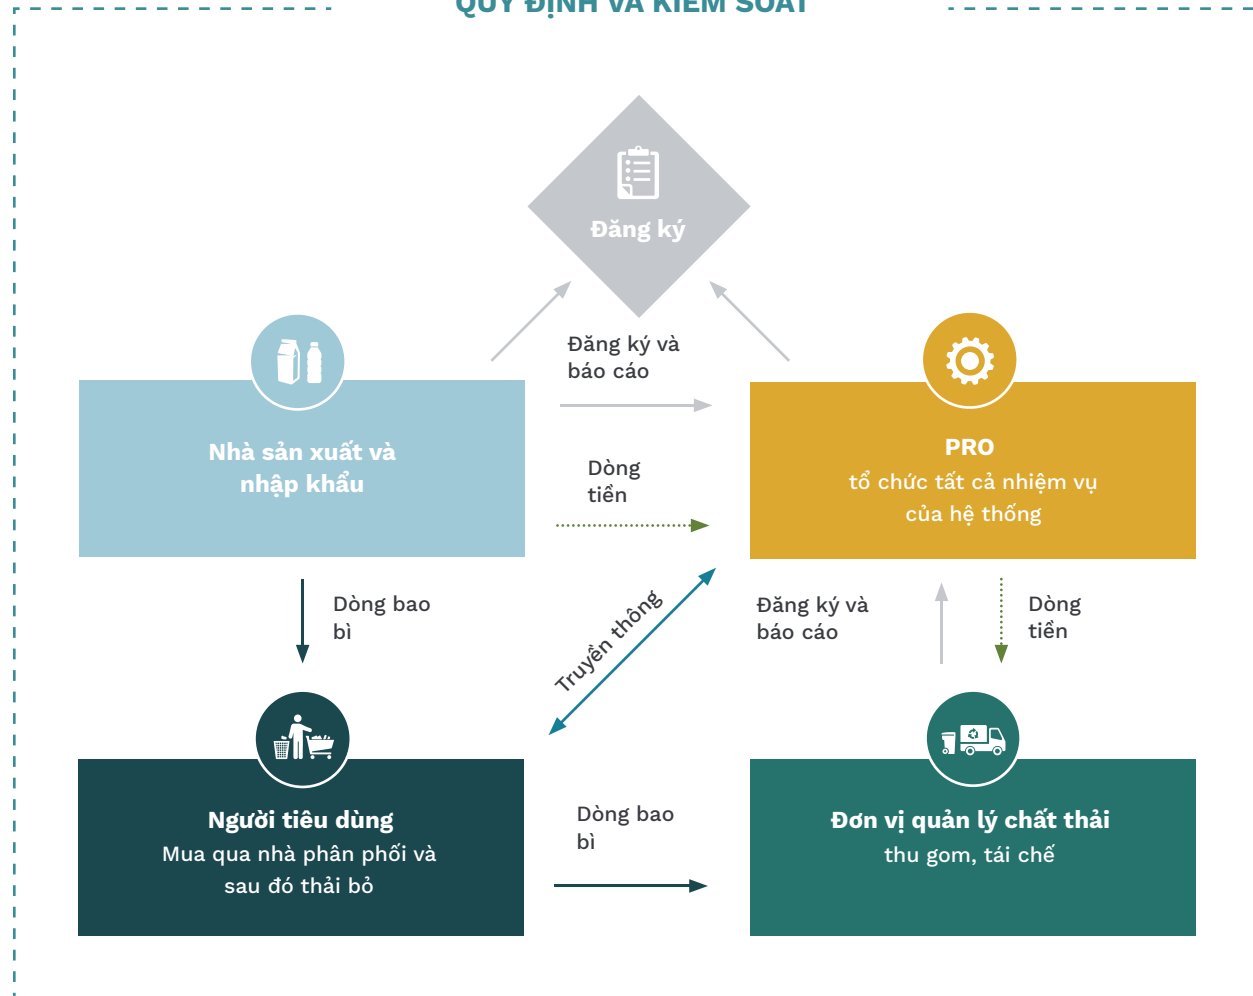 QUY ĐỊNH VÀ KIỂM SOÁT
Đăng ký
Đăng ký và
báo cáo
Nhà sản xuất và
nhập khẩu
PRO
tổ chức tất cả nhiệm vụ
của hệ thống
Dòng
tiền
Dòng bao
bì
Truyền thông
Đăng ký và
báo cáo
Dòng
tiền
Người tiêu dùng
Mua qua nhà phân phối và
sau đó thải bỏ
Dòng bao
bì
Đơn vị quản lý chất thải
thu gom, tái chế